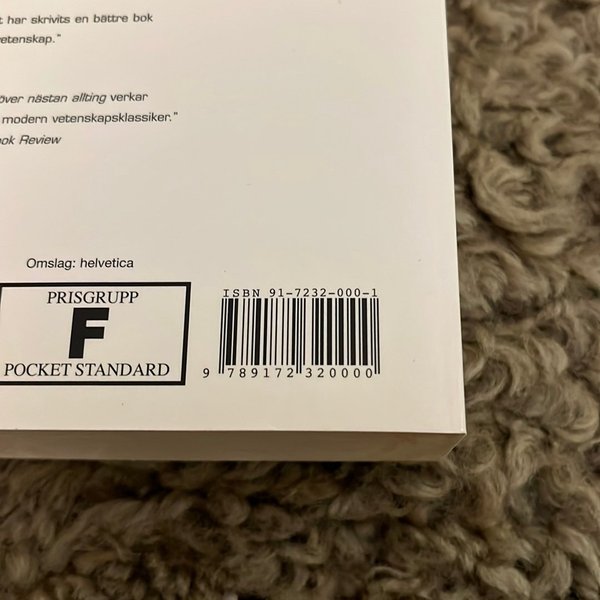 t har skrivits en bättre bok
vetenskap."
över nästan allting verkar
modern vetenskapsklassiker."
ok Review
Omslag: helvetica
PRISGRUPP
F
POCKET STANDARD
ISBN 91-7232-000-1
9 789172 320000